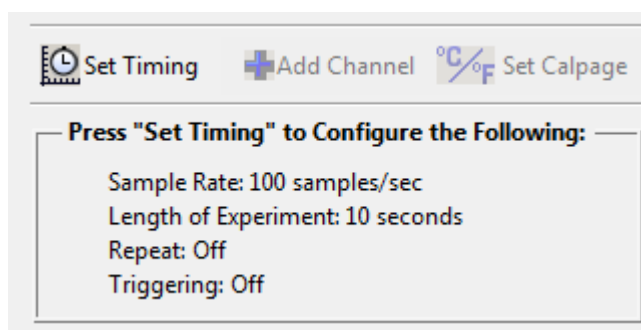 Set Timing Add Channel °C/°F Set Calpage
Press "Set Timing" to Configure the Following:
Sample Rate: 100 samples/sec
Length of Experiment: 10 seconds
Repeat: Off
Triggering: Off